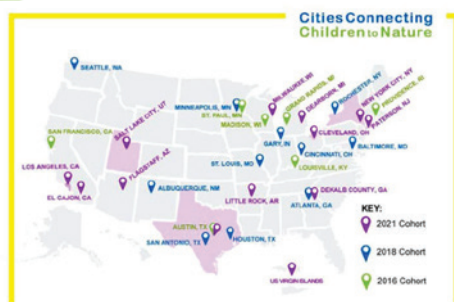 Cities Connecting
Children to Nature
SEATTLE, WA
MINNEAPOLIS, MN
ST. PAUL, MN
MADISON, WI
MILWAUKEE, WI
GRAND RAPIDS, MI
DEARBORN, MI
ROCHESTER, NY
NEW YORK CITY, NY
PROVIDENCE, RI
PATERSON, NJ
SAN FRANCISCO, CA
SALT LAKE CITY, UT
GARY, IN
CLEVELAND, OH
CINCINNATI, OH
BALTIMORE, MD
ST. LOUIS, MO
LOUISVILLE, KY
LOS ANGELES, CA
FLAGSTAFF, AZ
EL CAJON, CA
ALBUQUERQUE, NM
LITTLE ROCK, AR
DEKALB COUNTY, GA
ATLANTA, GA
AUSTIN, TX
SAN ANTONIO, TX
HOUSTON, TX
US VIRGIN ISLANDS
KEY:
2021 Cohort
2018 Cohort
2016 Cohort